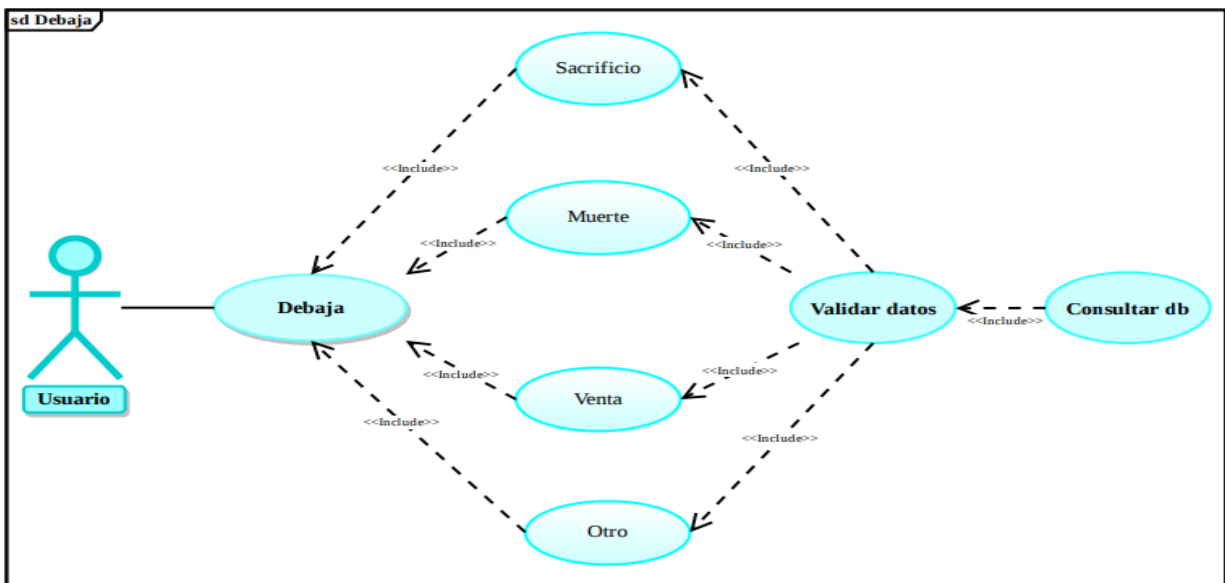 sd Debaja
Sacrificio
<<Include>>
<<Include>>
Muerte
<<Include>>
<<Include>>
Debaja
Validar datos
Consultar db
<<Include>>
Usuario
<<Include>>
<<Include>>
Venta
<<Include>>
<<Include>>
Otro